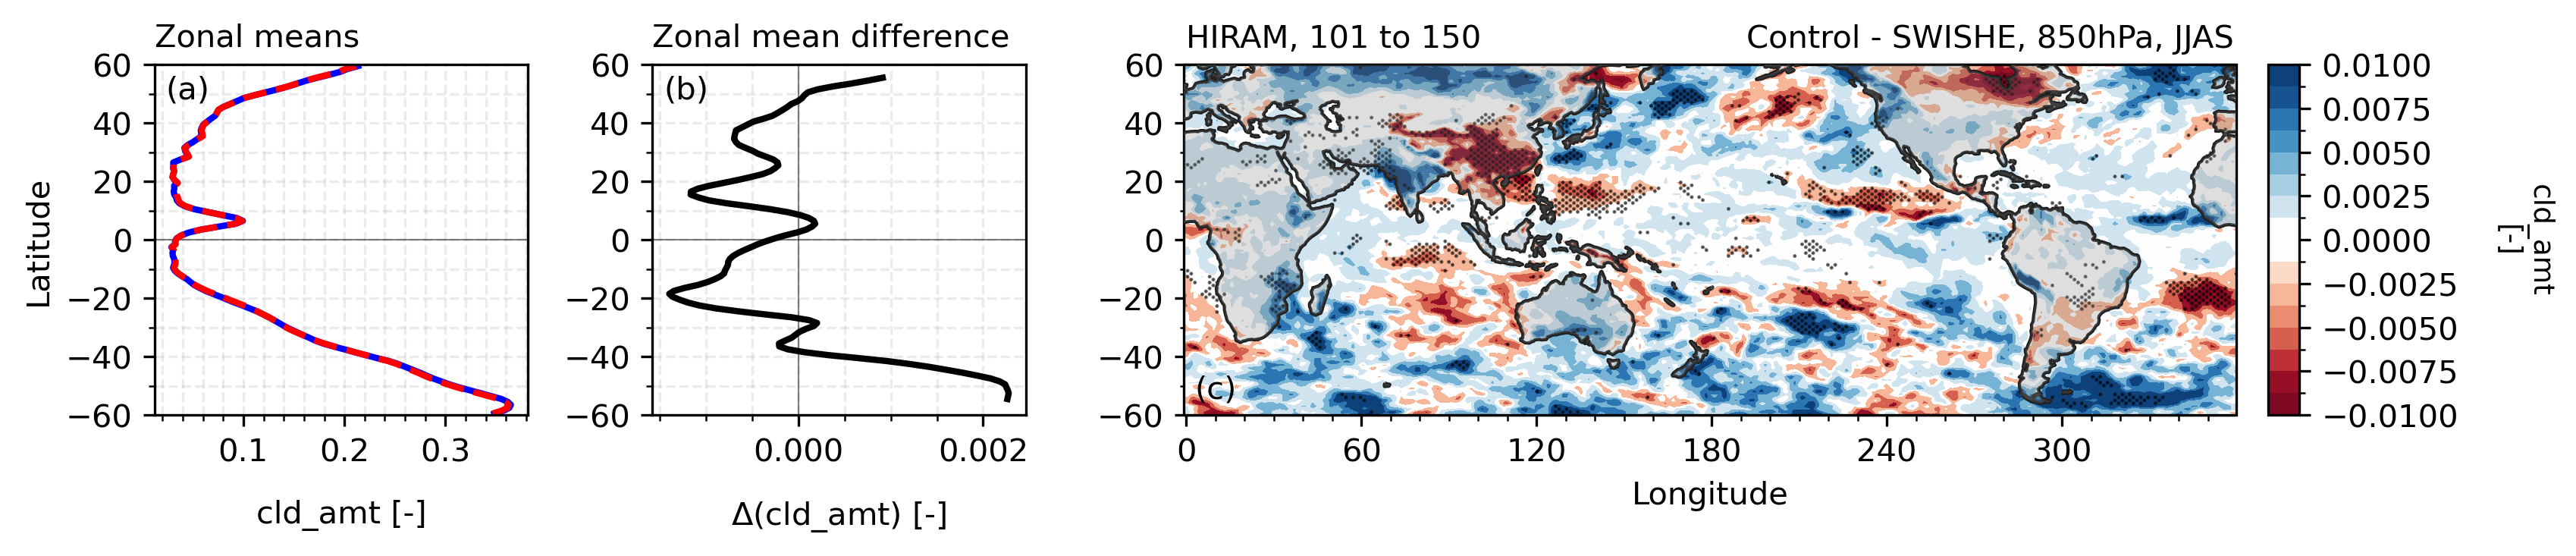 Zonal means
(a)
60
40
20
0
−20
−40
−60
Latitude
0.1 0.2 0.3
cld_amt [-]
Zonal mean difference
(b)
60
40
20
0
−20
−40
−60
0.000 0.002
Δ(cld_amt) [-]
HIRAM, 101 to 150 Control - SWISHE, 850hPa, JJAS
60
40
20
0
−20
−40
−60
(c)
0 60 120 180 240 300
Longitude
0.0100
0.0075
0.0050
0.0025
0.0000
−0.0025
−0.0050
−0.0075
−0.0100
cld_amt
[-]